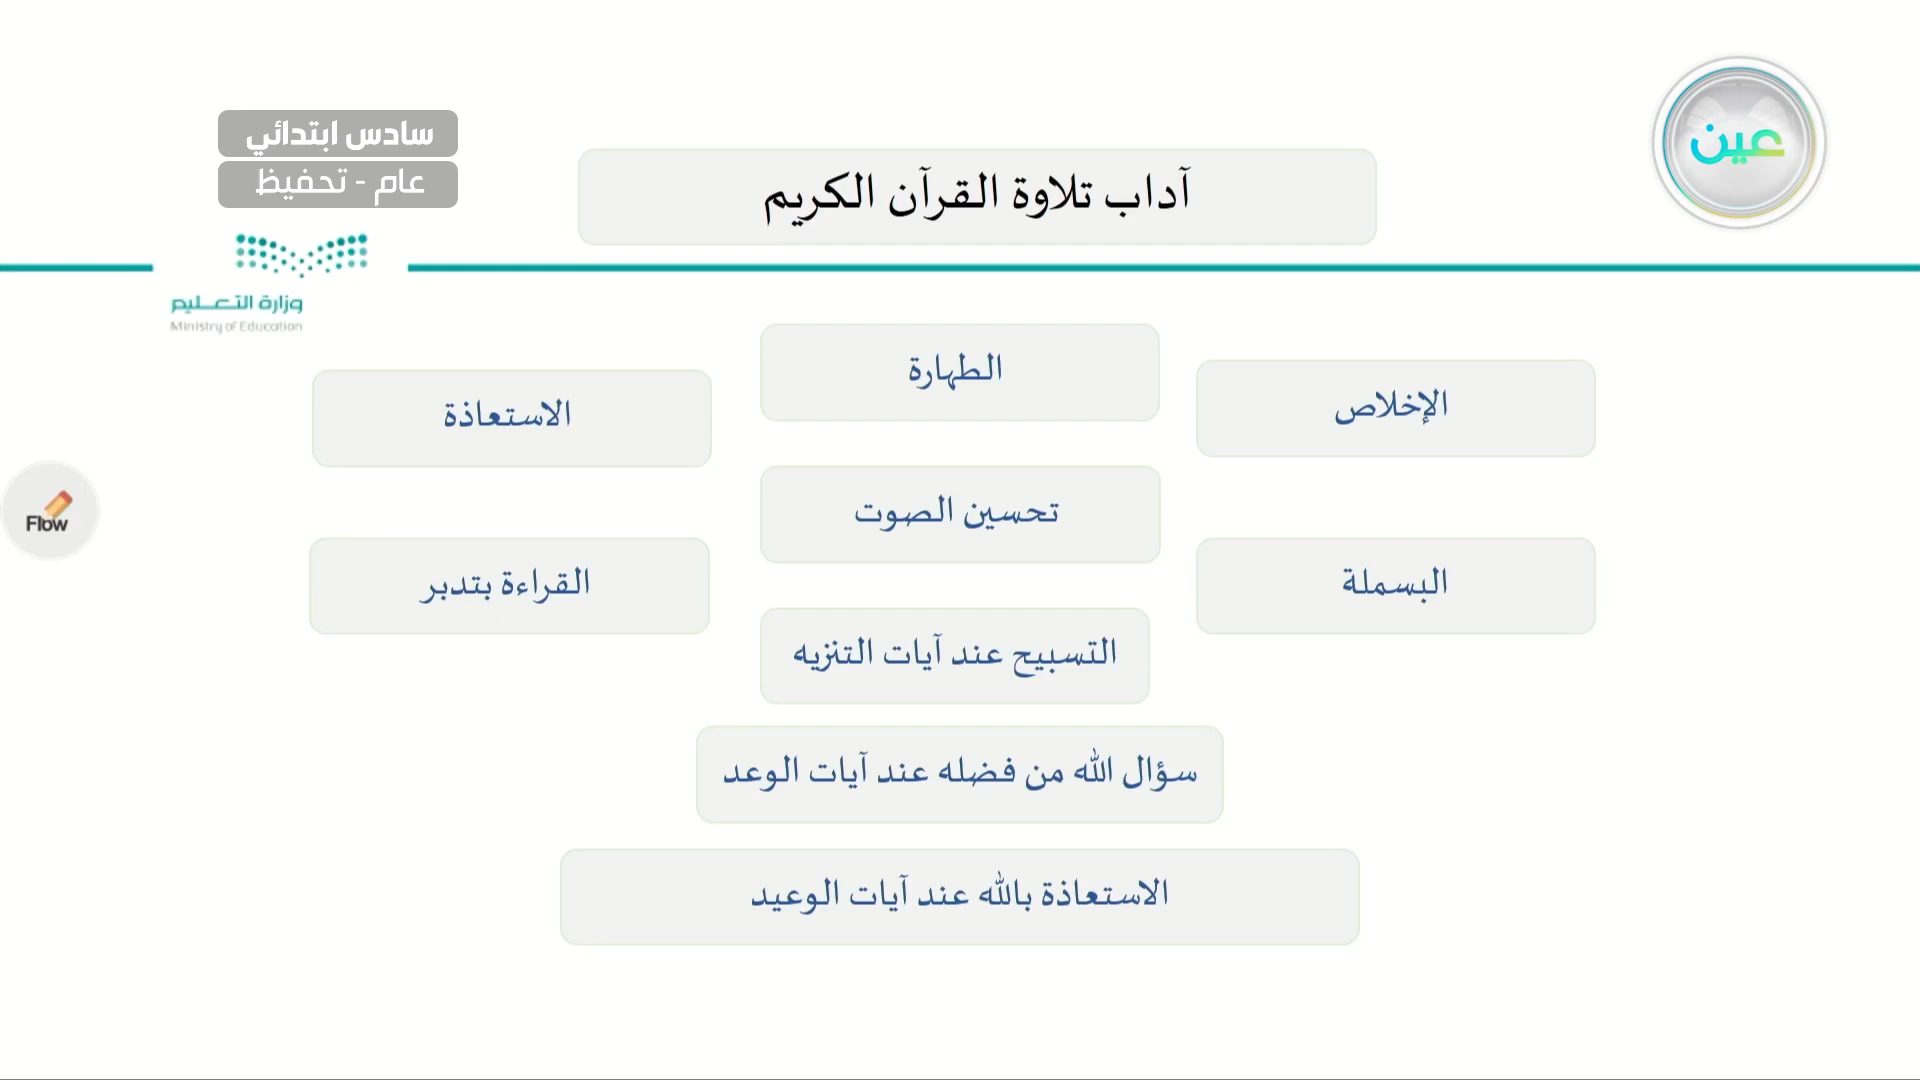 سادس ابتدائي
عام - تحفيظ
عين
آداب تلاوة القرآن الكريم
وزارة التعليم
Ministry of Education
الإخلاص
الطهارة
الاستعاذة
تحسين الصوت
البسملة
القراءة بتدبر
التسبيح عند آيات التنزيه
سؤال الله من فضله عند آيات الوعد
الاستعاذة بالله عند آيات الوعيد
Flow